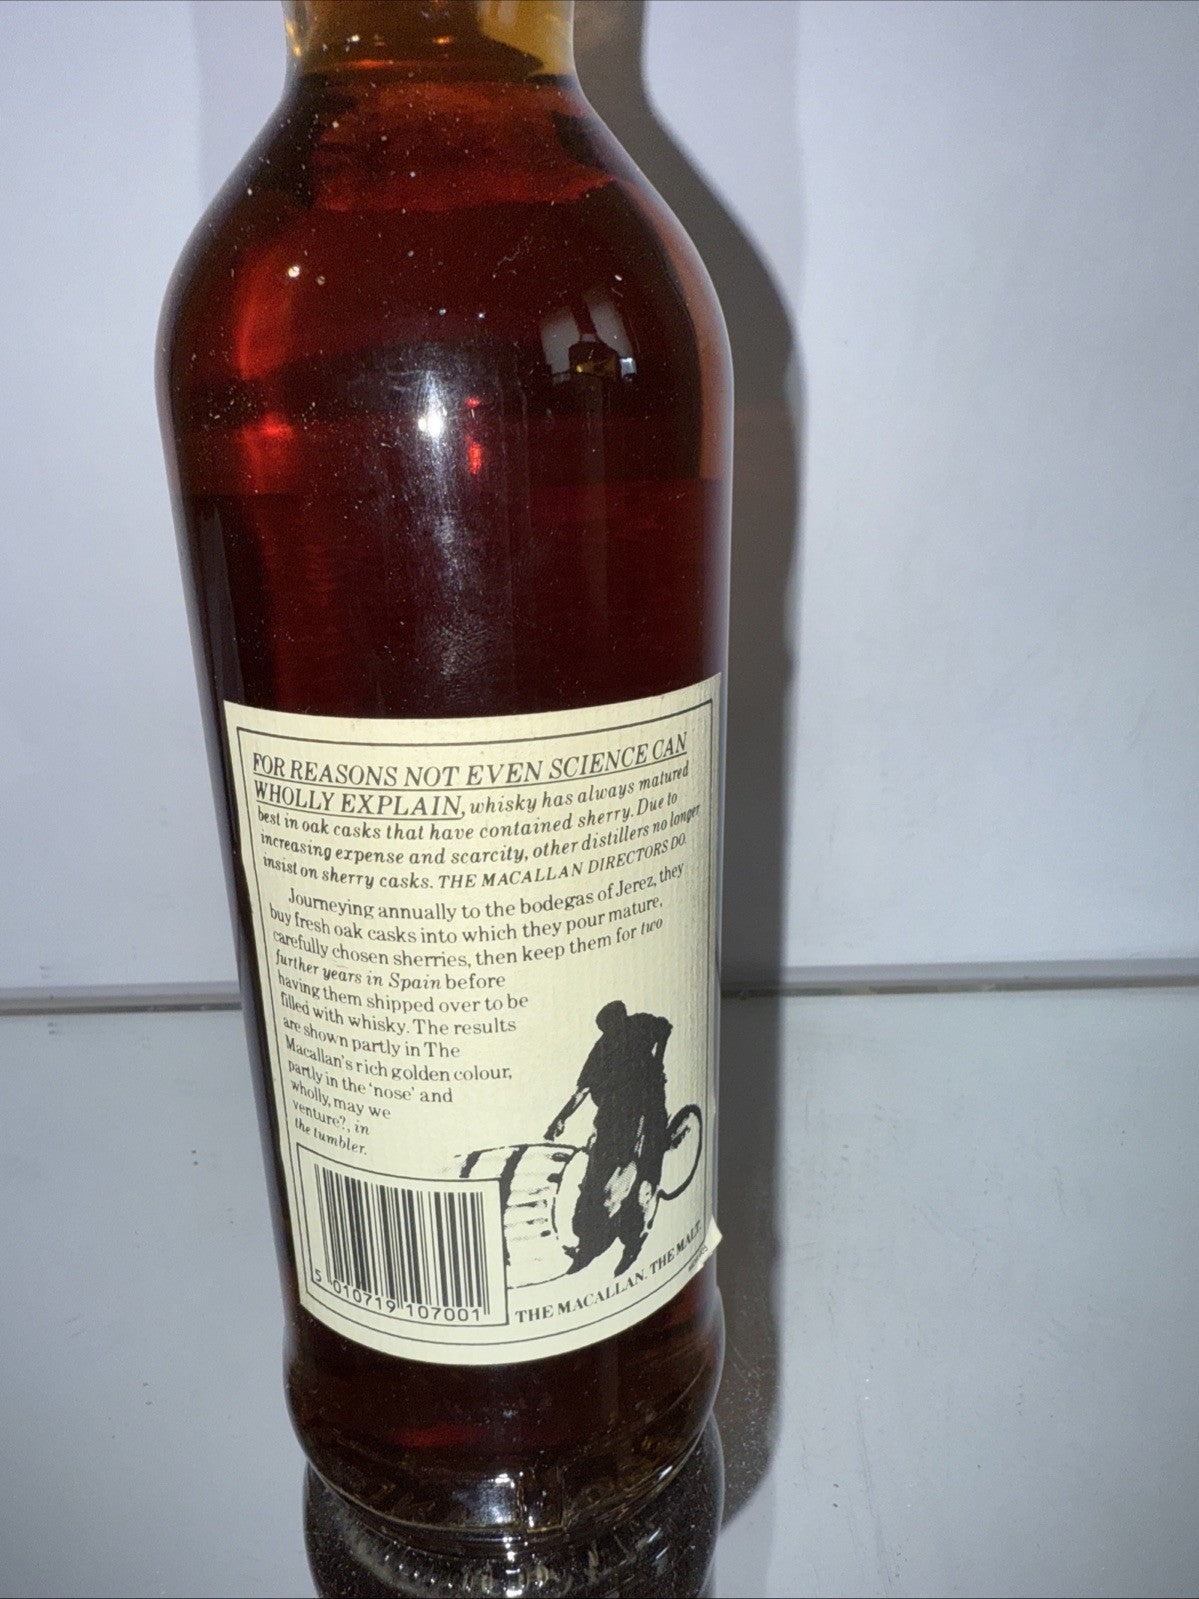 FOR REASONS NOT EVEN SCIENCE CAN
WHOLLY EXPLAIN, whisky has always matured
best in oak casks that have contained sherry. Due to
increasing expense and scarcity, other distillers no longer
insist on sherry casks. THE MACALLAN DIRECTORS DO.
Journeying annually to the bodegas of Jerez, they
buy fresh oak casks into which they pour mature,
carefully chosen sherries, then keep them for two
further years in Spain before
having them shipped over to be
filled with whisky. The results
are shown partly in The
Macallan's rich golden colour,
partly in the 'nose' and
wholly, may we
venture?, in
the tumbler.
5 010719 107001
THE MACALLAN. THE MALT.